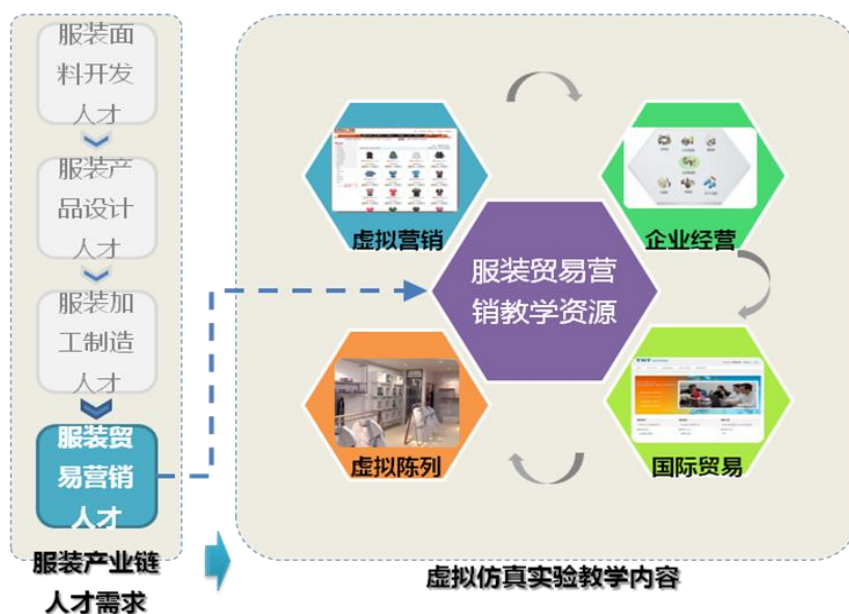 服装面
料开发
人才
服装产
品设计
人才
服装加
工制造
人才
服装贸
易营销
人才
服装产业链
人才需求
虚拟营销
企业经营
服装贸易营
销教学资源
虚拟陈列
国际贸易
虚拟仿真实验教学内容